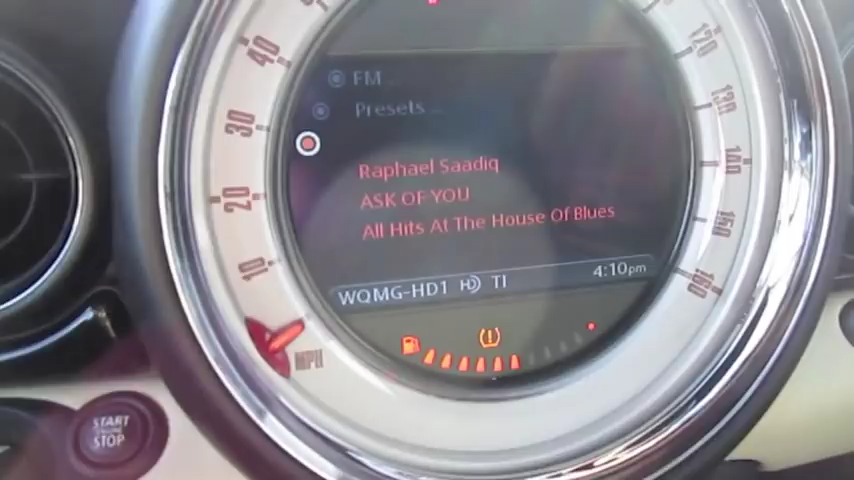 40
30
20
10
MPH
120
130
140
150
160
FM...
Presets...
Raphael Saadiq
ASK OF YOU
All Hits At The House Of Blues
WQMG-HD1 HD TI
4:10pm
START
STOP